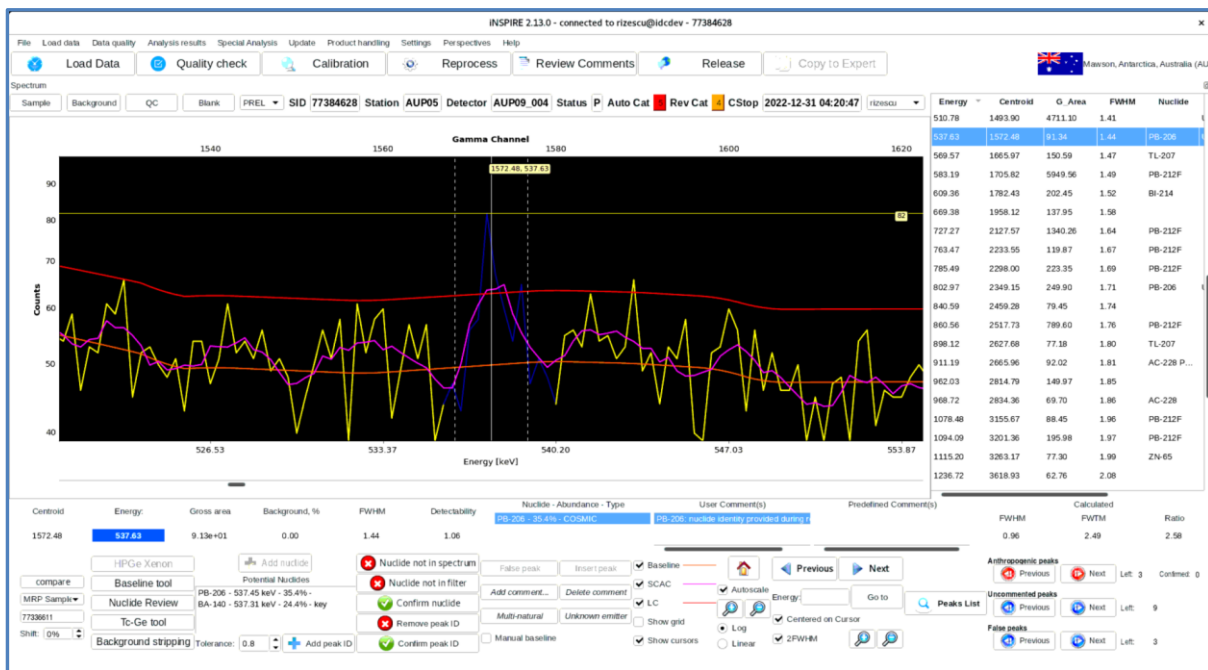 iNSPIRE 2.13.0 - connected to rizescu@idcdev - 77384628
File Load data Data quality Analysis results Special Analysis Update Product handling Settings Perspectives Help
Load Data Quality check Calibration Reprocess Review Comments Release Copy to Expert Mawson, Antarctica, Australia (AU
Spectrum
Sample Background QC Blank PREL SID 77384628 Station AUP05 Detector AUP09_004 Status P Auto Cat Rev Cat 4 CStop 2022-12-31 04:20:47 rizescu
Gamma Channel
1540 1560 1580 1600 1620
1572.48, 537.63
82
90
80
70
60
50
40
Counts
526.53 533.37 540.20 547.03 553.87
Energy [keV]
Energy Centroid G_Area FWHM Nuclide
510.78 1493.90 4711.10 1.41
537.63 1572.48 91.34 1.44 PB-206
569.57 1665.97 150.59 1.47 TL-207
583.19 1705.82 5949.56 1.49 PB-212F
609.36 1782.43 202.45 1.52 BI-214
669.38 1958.12 137.95 1.58
727.27 2127.57 1340.26 1.64 PB-212F
763.47 2233.55 119.87 1.67 PB-212F
785.49 2298.00 223.35 1.69 PB-212F
802.97 2349.15 249.90 1.71 PB-206
840.59 2459.28 79.45 1.74
860.56 2517.73 789.60 1.76 PB-212F
898.12 2627.68 77.18 1.80 TL-207
911.19 2665.96 92.02 1.81 AC-228 P...
962.03 2814.79 149.97 1.85
968.72 2834.36 69.70 1.86 AC-228
1078.48 3155.67 88.45 1.96 PB-212F
1094.09 3201.36 195.98 1.97 PB-212F
1115.20 3263.17 77.30 1.99 ZN-65
1236.72 3618.93 62.76 2.08
Centroid Energy: Gross area Background, % FWHM Detectability
1572.48 537.63 9.13e+01 0.00 1.44 1.06
Nuclide - Abundance - Type User Comment(s) Predefined Comment(s)
PB-206 - 35.4% - COSMIC PB-206: nuclide identity provided during r
Calculated
FWHM FWTM Ratio
0.96 2.49 2.58
compare
MRP Sample
77336611
Shift: 0%
HPGe Xenon
Baseline tool
Nuclide Review
Tc-Ge tool
Background stripping
Add nuclide
Potential Nuclides
PB-206 - 537.45 keV - 35.4% -
BA-140 - 537.31 keV - 24.4% - key
Tolerance: 0.8 Add peak ID
Nuclide not in spectrum
Nuclide not in filter
Confirm nuclide
Remove peak ID
Confirm peak ID
False peak Insert peak
Add comment... Delete comment
Multi-natural Unknown emitter
Manual baseline
Baseline
SCAC
LC
Show grid
Show cursors
Autoscale
Log
Linear
Previous Next
Energy: Go to
Centered on Cursor
2FWHM
Peaks List
Anthropogenic peaks
Previous Next Left: 3 Confirmed: 0
Uncommented peaks
Previous Next Left: 9
False peaks
Previous Next Left: 3